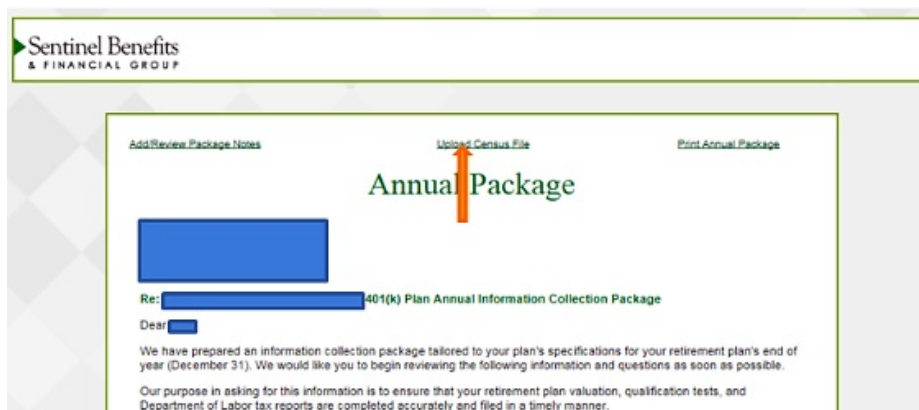 Sentinel Benefits
& FINANCIAL GROUP
Add/Review Package Notes Upload Census File Print Annual Package
Annual Package
Re: 401(k) Plan Annual Information Collection Package
Dear
We have prepared an information collection package tailored to your plan's specifications for your retirement plan's end of
year (December 31). We would like you to begin reviewing the following information and questions as soon as possible.
Our purpose in asking for this information is to ensure that your retirement plan valuation, qualification tests, and
Department of Labor tax reports are completed accurately and filed in a timely manner.